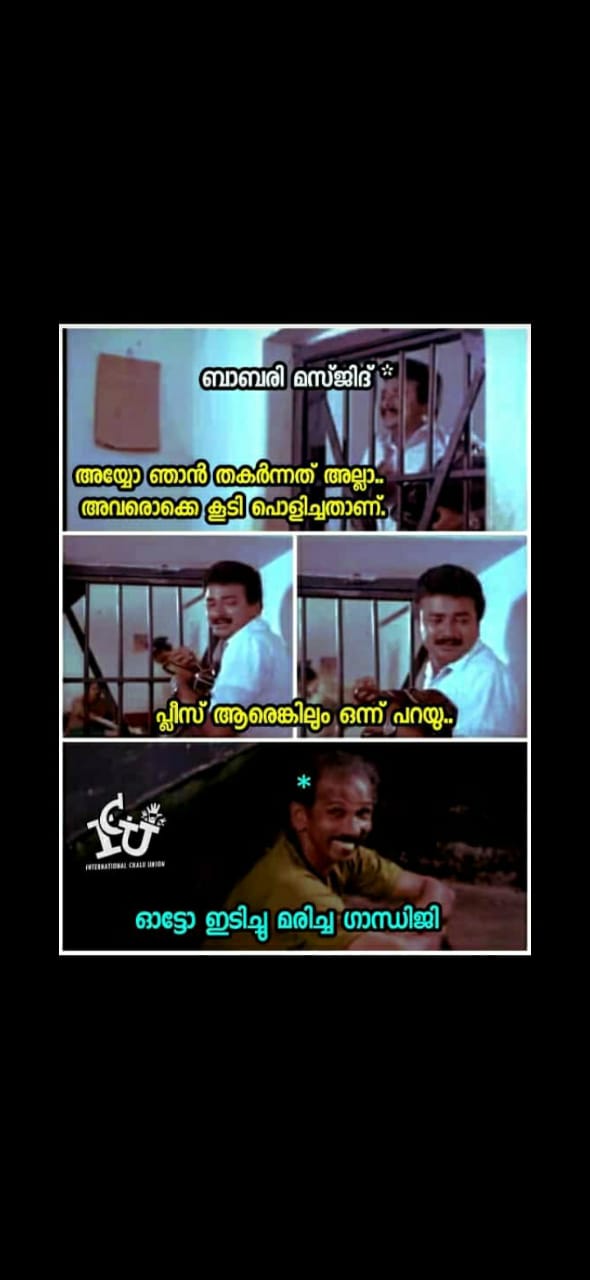 ബാബരി മസ്ജിദ് *
അയ്യോ ഞാൻ തകർന്നത് അല്ലാ..
അവരൊക്കെ കൂടി പൊളിച്ചതാണ്.
പ്ലീസ് ആരെങ്കിലും ഒന്ന് പറയൂ..
*
ICU
INTERNATIONAL CHALU UNION
ഓട്ടോ ഇടിച്ചു മരിച്ച ഗാന്ധിജി